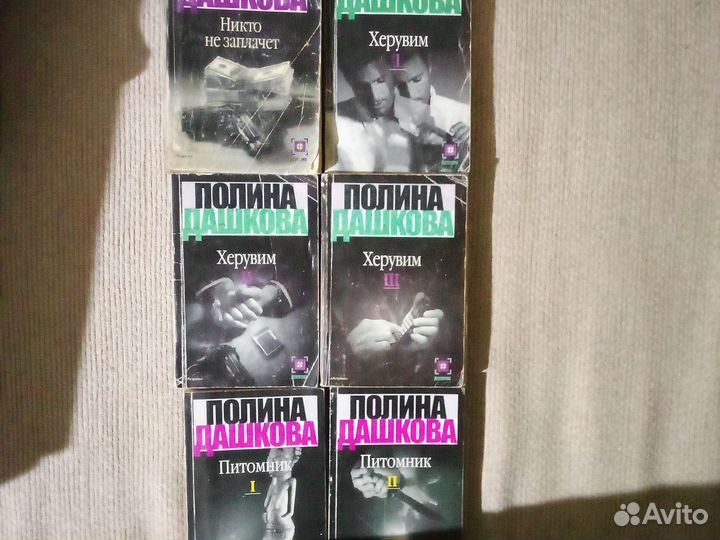 ДАШКОВА
Никто
не заплачет
ДАШКОВА
Херувим
I
ПОЛИНА
ДАШКОВА
Херувим
II
ПОЛИНА
ДАШКОВА
Херувим
III
ПОЛИНА
ДАШКОВА
Питомник
I
ПОЛИНА
ДАШКОВА
Питомник
II
Avito